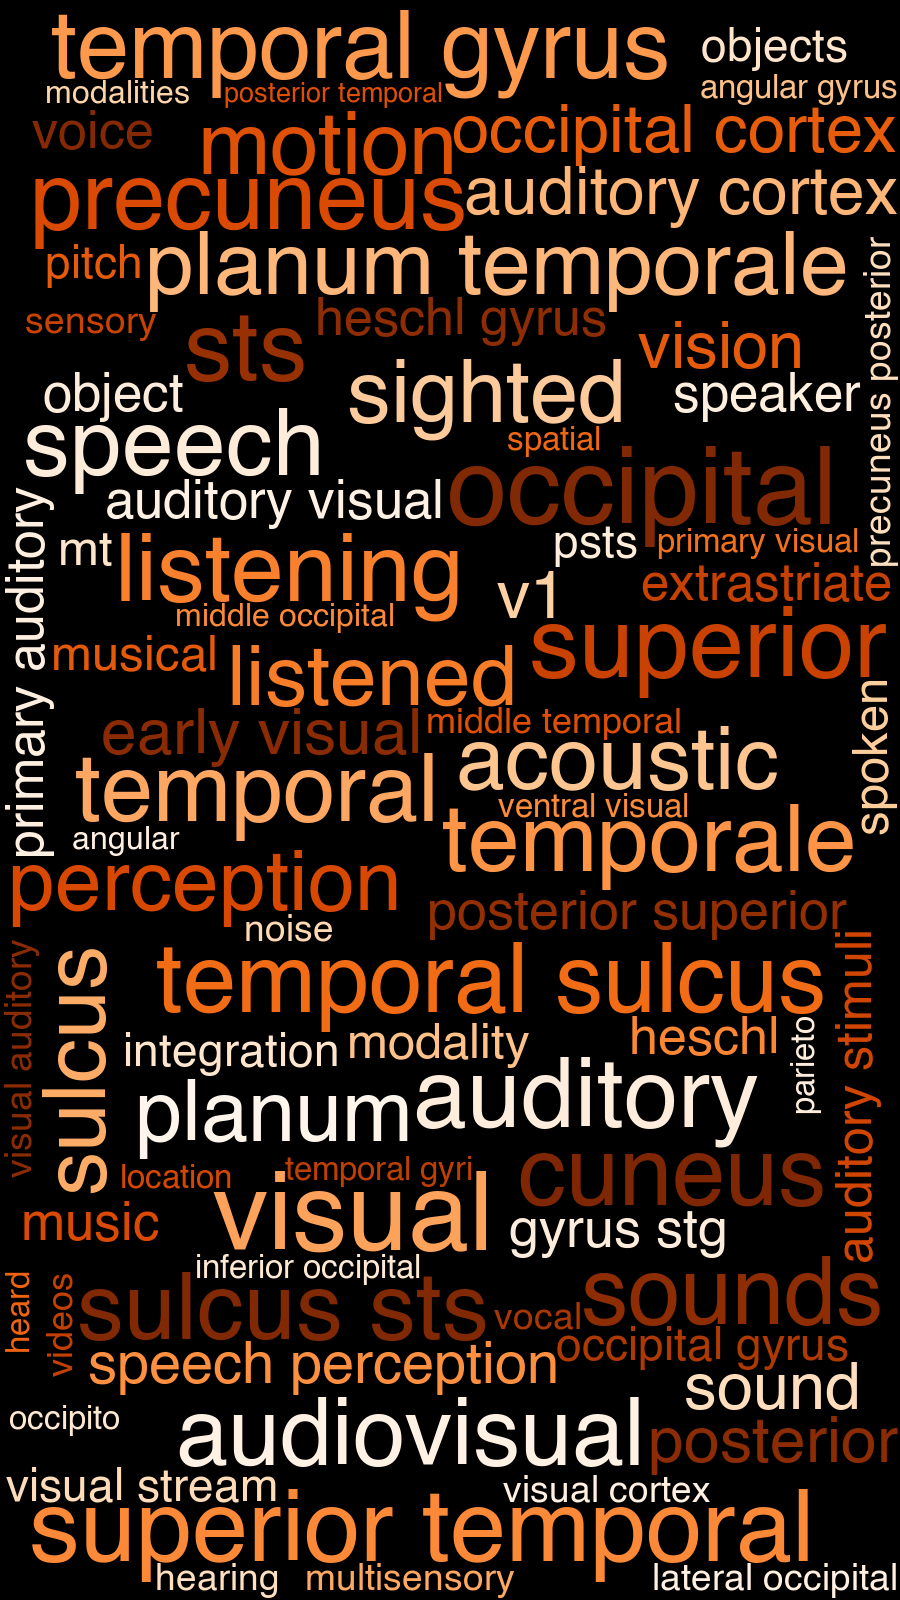 temporal gyrus
objects
modalities
posterior temporal
angular gyrus
voice
motion
occipital cortex
precuneus
auditory cortex
pitch
planum temporale
precuneus posterior
sensory
sts
heschl gyrus
vision
object
sighted
speaker
speech
spatial
occipital
auditory visual
primary auditory
mt
listening
psts
primary visual
v1
extrastriate
middle occipital
musical
listened
superior
early visual
middle temporal
spoken
temporal
acoustic
ventral visual
angular
temporale
perception
noise
posterior superior
visual auditory
sulcus
temporal sulcus
auditory stimuli
integration
modality
heschl
parieto
planum
auditory
location
temporal gyri
cuneus
music
visual
gyrus stg
inferior occipital
heard
videos
sulcus sts
vocal
sounds
speech perception
occipital gyrus
sound
occipito
audiovisual
posterior
visual stream
visual cortex
superior temporal
hearing
multisensory
lateral occipital